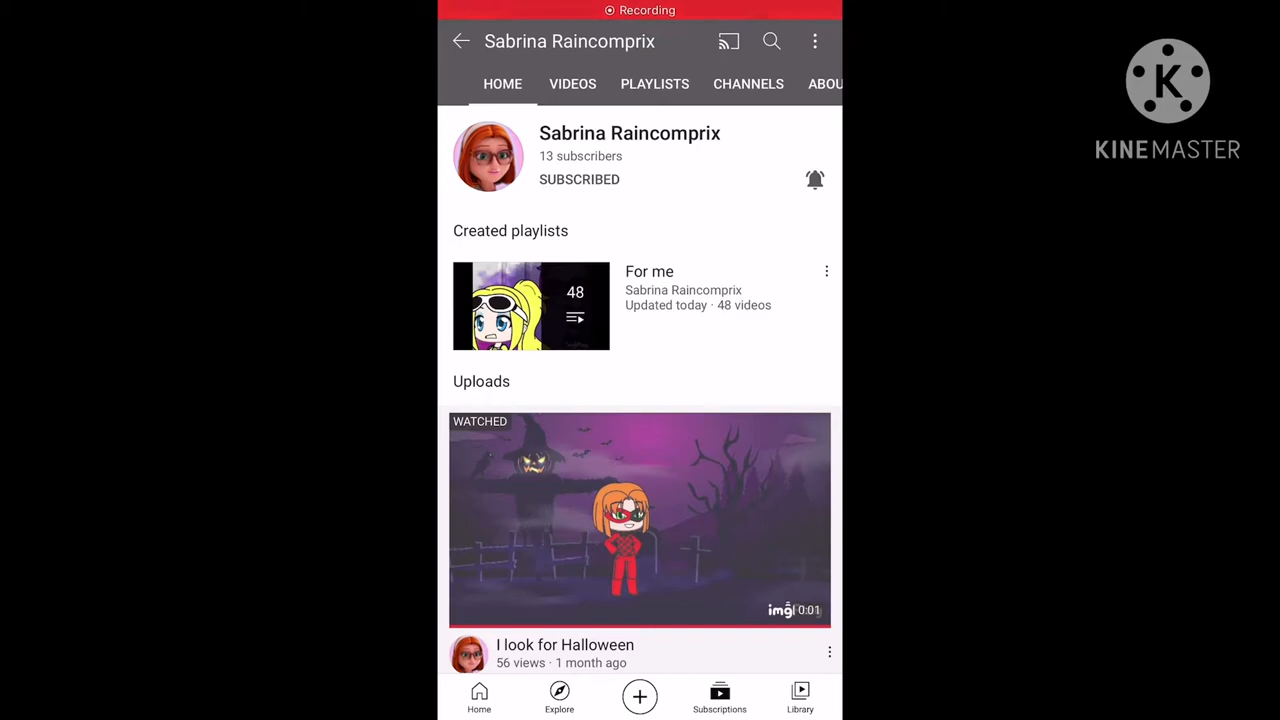 Recording
Sabrina Raincomprix
HOME VIDEOS PLAYLISTS CHANNELS ABOU
Sabrina Raincomprix
13 subscribers
SUBSCRIBED
Created playlists
48
For me
Sabrina Raincomprix
Updated today · 48 videos
Uploads
WATCHED
0:01
I look for Halloween
56 views · 1 month ago
Home Explore Subscriptions Library
K
KINEMASTER